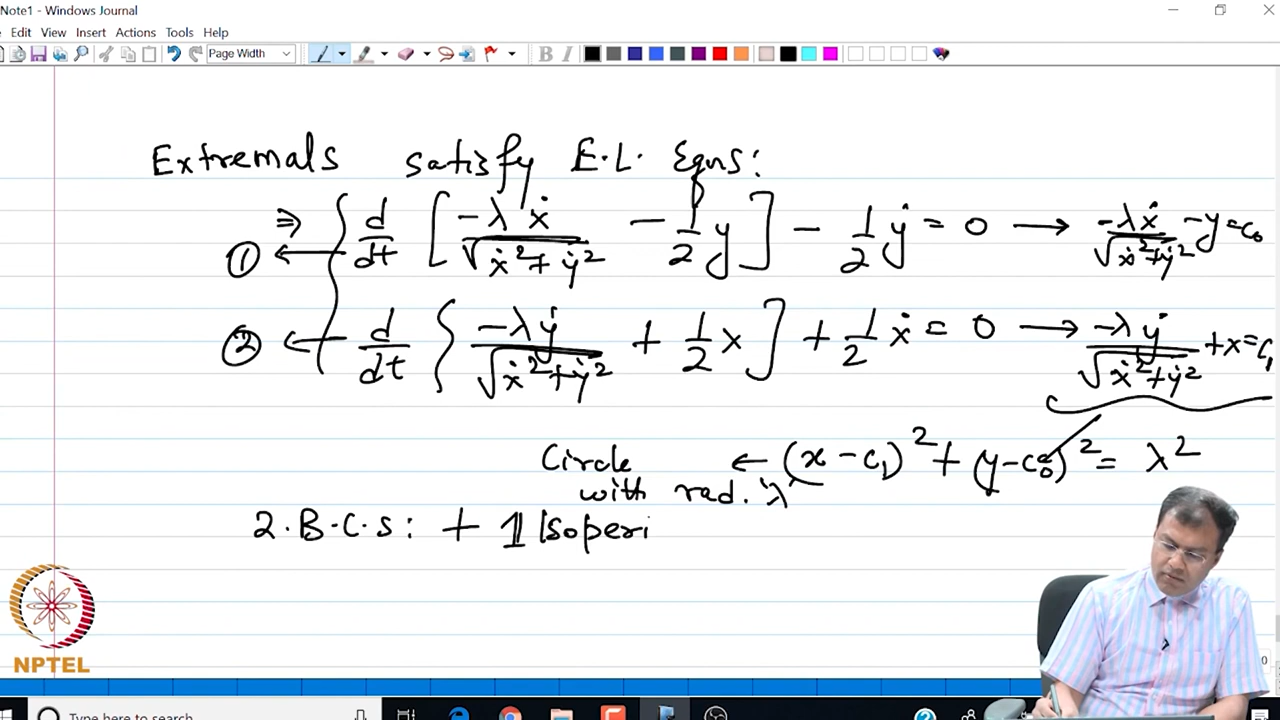 Note1 - Windows Journal
Edit View Insert Actions Tools Help
Page Width
Extremals satisfy E.L. Eqns:
⇒ ① ← { d/dt [ -λẋ/√(ẋ²+ẏ²) - 1/2 y ] - 1/2 ẏ = 0 → -λẋ/√(ẋ²+ẏ²) - y = c₀
② ← d/dt { -λẏ/√(ẋ²+ẏ²) + 1/2 x ] + 1/2 ẋ = 0 → -λẏ/√(ẋ²+ẏ²) + x = c₁
Circle ← (x - c₁)² + (y - c₀)² = λ²
with rad. 'λ'
2.B.C.s: + 1 Isoperi
NPTEL
Type here to search